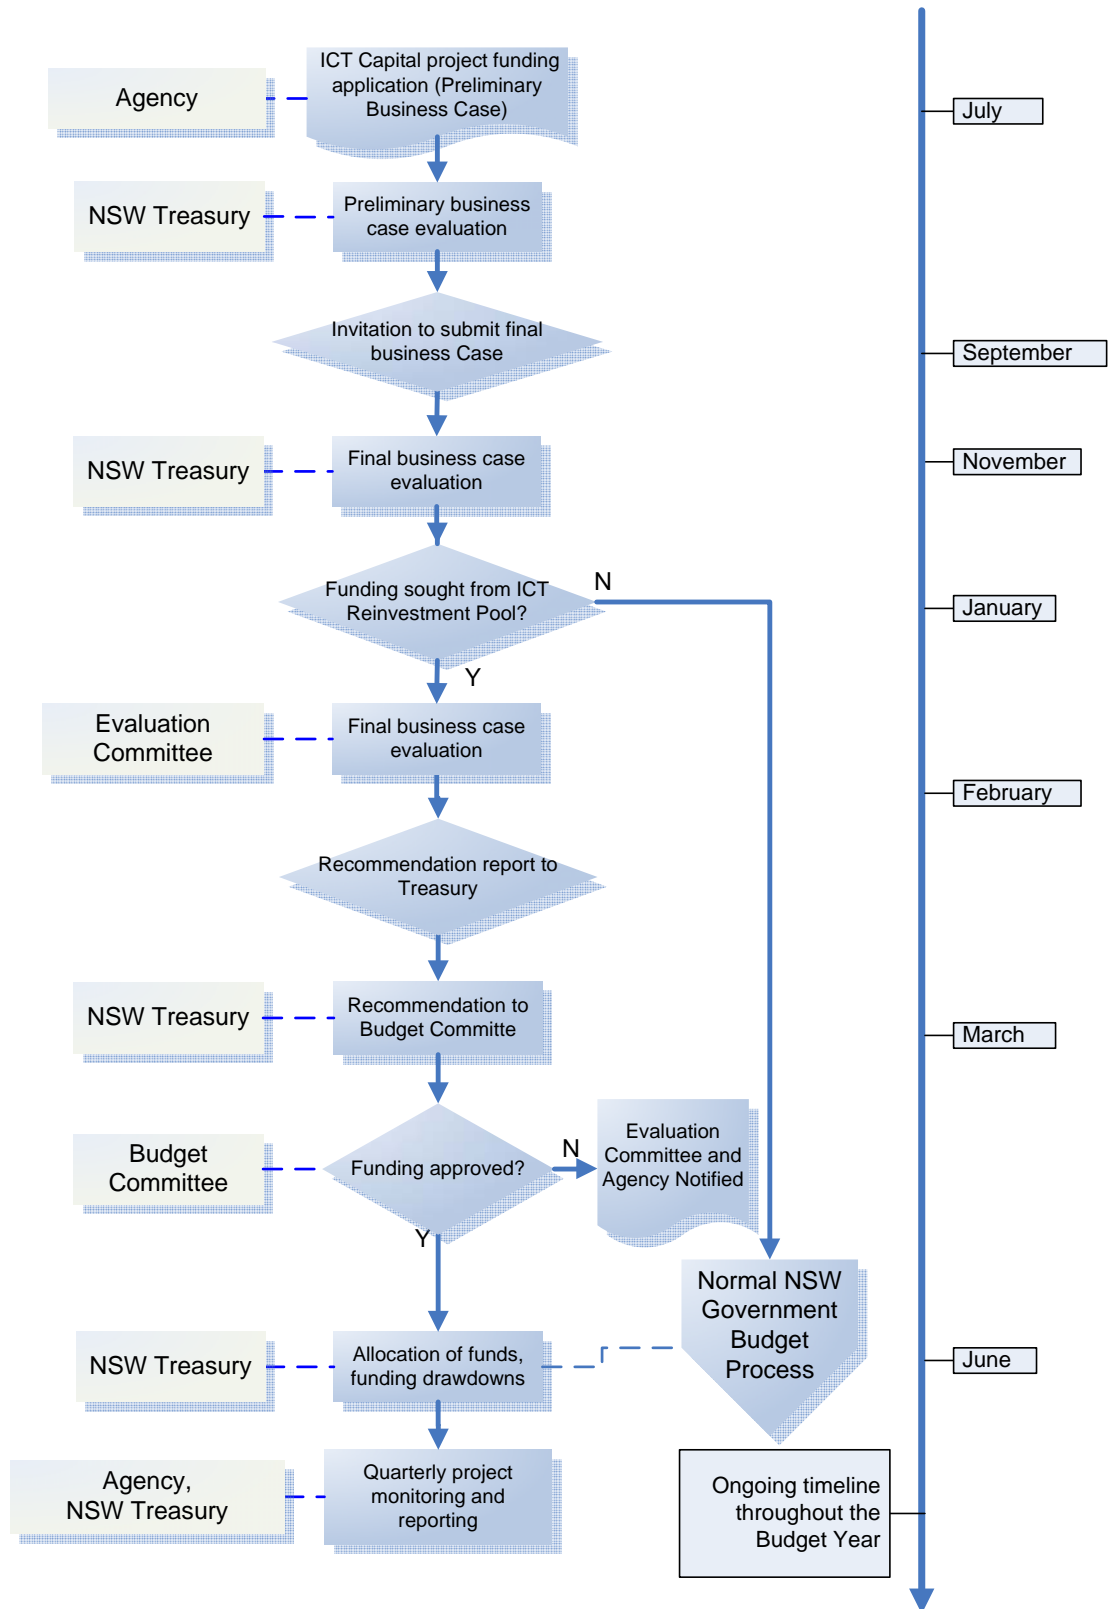 ICT Capital project funding
application (Preliminary
Business Case)
Agency
July
NSW Treasury
Preliminary business
case evaluation
Invitation to submit final
business Case
September
NSW Treasury
Final business case
evaluation
November
Funding sought from ICT
Reinvestment Pool?
N
January
Y
Evaluation
Committee
Final business case
evaluation
February
Recommendation report to
Treasury
NSW Treasury
Recommendation to
Budget Committe
March
Budget
Committee
Funding approved?
N
Evaluation
Committee and
Agency Notified
Y
Normal NSW
Government
Budget
Process
NSW Treasury
Allocation of funds,
funding drawdowns
June
Agency,
NSW Treasury
Quarterly project
monitoring and
reporting
Ongoing timeline
throughout the
Budget Year